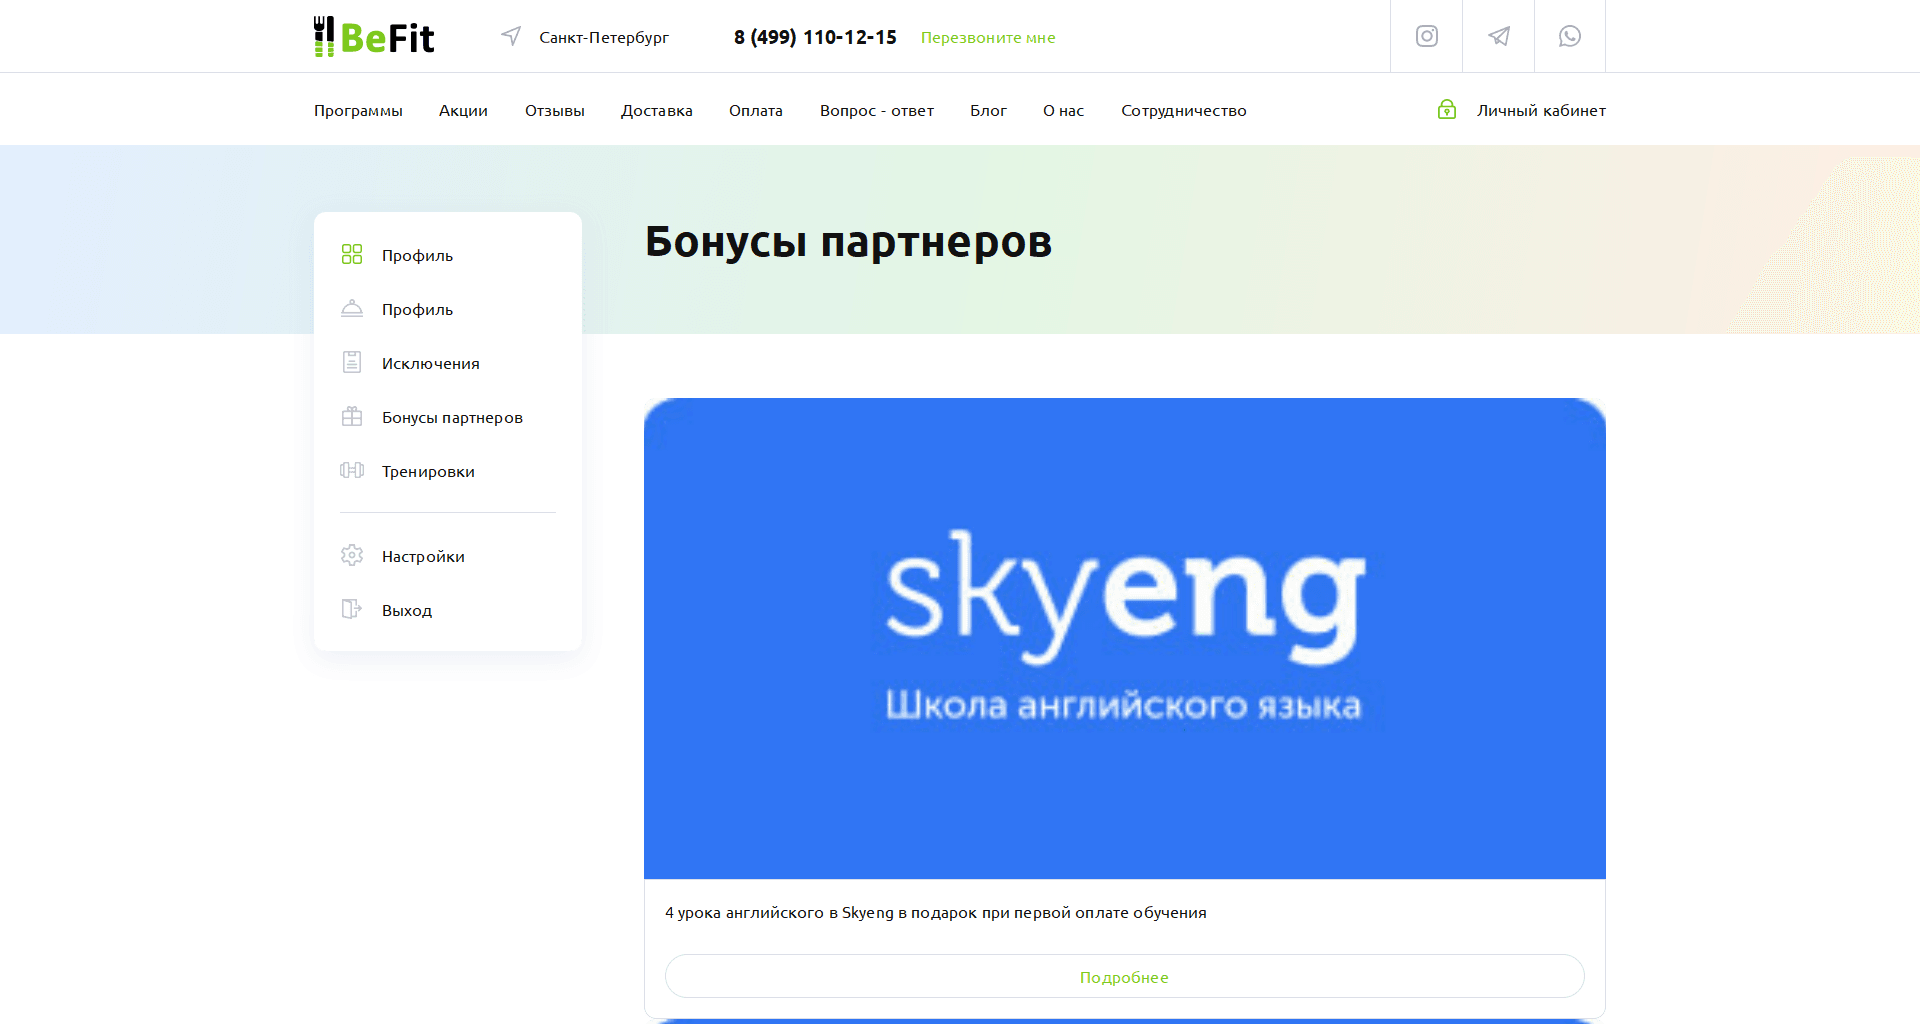 BeFit
Санкт-Петербург
8 (499) 110-12-15
Перезвоните мне
Программы
Акции
Отзывы
Доставка
Оплата
Вопрос - ответ
Блог
О нас
Сотрудничество
Личный кабинет
Бонусы партнеров
Профиль
Профиль
Исключения
Бонусы партнеров
Тренировки
Настройки
Выход
skyeng
Школа английского языка
4 урока английского в Skyeng в подарок при первой оплате обучения
Подробнее